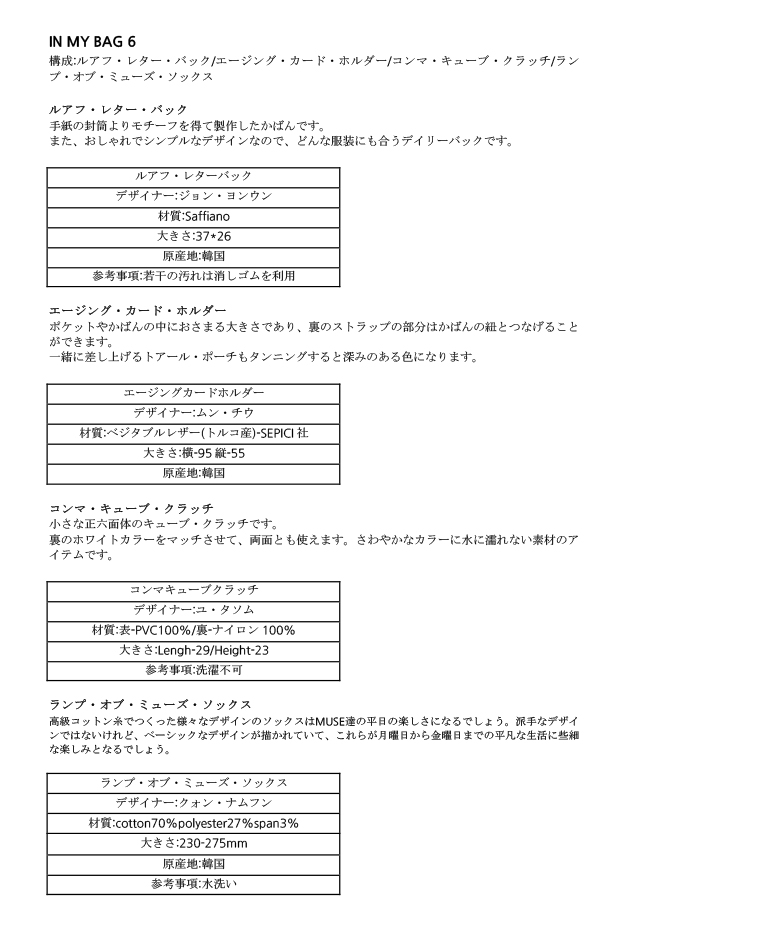 IN MY BAG 6
構成:ルアフ・レター・バック/エージング・カード・ホルダー/コンマ・キューブ・クラッチ/ラン
プ・オブ・ミューズ・ソックス
ルアフ・レター・バック
手紙の封筒よりモチーフを得て製作したかばんです。
また、おしゃれでシンプルなデザインなので、どんな服装にも合うデイリーバックです。
ルアフ・レターバック
デザイナー:ジョン・ヨンウン
材質:Saffiano
大きさ:37*26
原産地:韓国
参考事項:若干の汚れは消しゴムを利用
エージング・カード・ホルダー
ポケットやかばんの中におさまる大きさであり、裏のストラップの部分はかばんの紐とつなげること
ができます。
一緒に差し上げるトアール・ポーチもタンニングすると深みのある色になります。
エージングカードホルダー
デザイナー:ムン・チウ
材質:ベジタブルレザー(トルコ産)-SEPICI 社
大きさ:横-95 縦-55
原産地:韓国
コンマ・キューブ・クラッチ
小さな正六面体のキューブ・クラッチです。
裏のホワイトカラーをマッチさせて、両面とも使えます。さわやかなカラーに水に濡れない素材のア
イテムです。
コンマキューブクラッチ
デザイナー:ユ・タソム
材質:表-PVC100%/裏-ナイロン 100%
大きさ:Lengh-29/Height-23
参考事項:洗濯不可
ランプ・オブ・ミューズ・ソックス
高級コットン糸でつくった様々なデザインのソックスはMUSE達の平日の楽しさになるでしょう。派手なデザイ
ンではないけれど、ベーシックなデザインが描かれていて、これらが月曜日から金曜日までの平凡な生活に些細
な楽しみとなるでしょう。
ランプ・オブ・ミューズ・ソックス
デザイナー:クォン・ナムフン
材質:cotton70%polyester27%span3%
大きさ:230-275mm
原産地:韓国
参考事項:水洗い